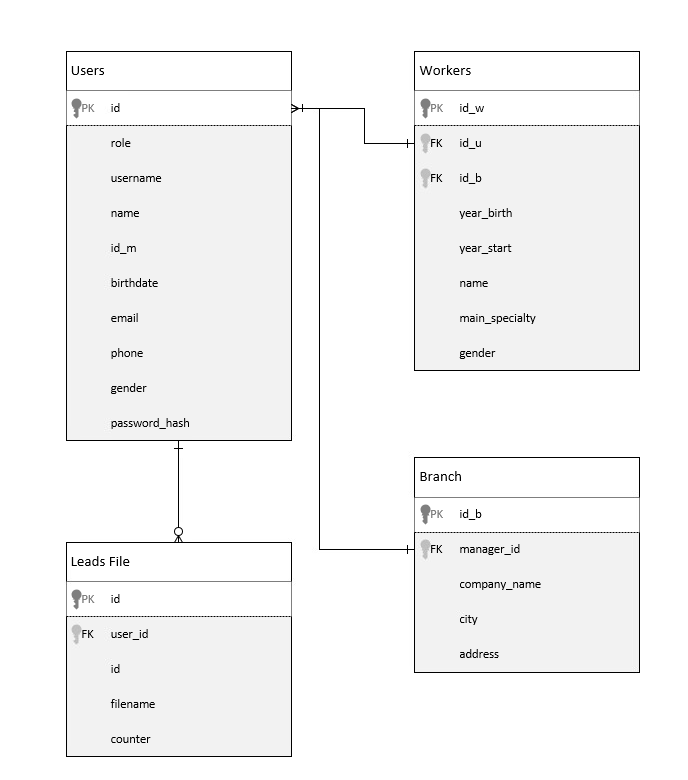 Users
PK id
role
username
name
id_m
birthdate
email
phone
gender
password_hash
Workers
PK id_w
FK id_u
FK id_b
year_birth
year_start
name
main_specialty
gender
Branch
PK id_b
FK manager_id
company_name
city
address
Leads File
PK id
FK user_id
id
filename
counter